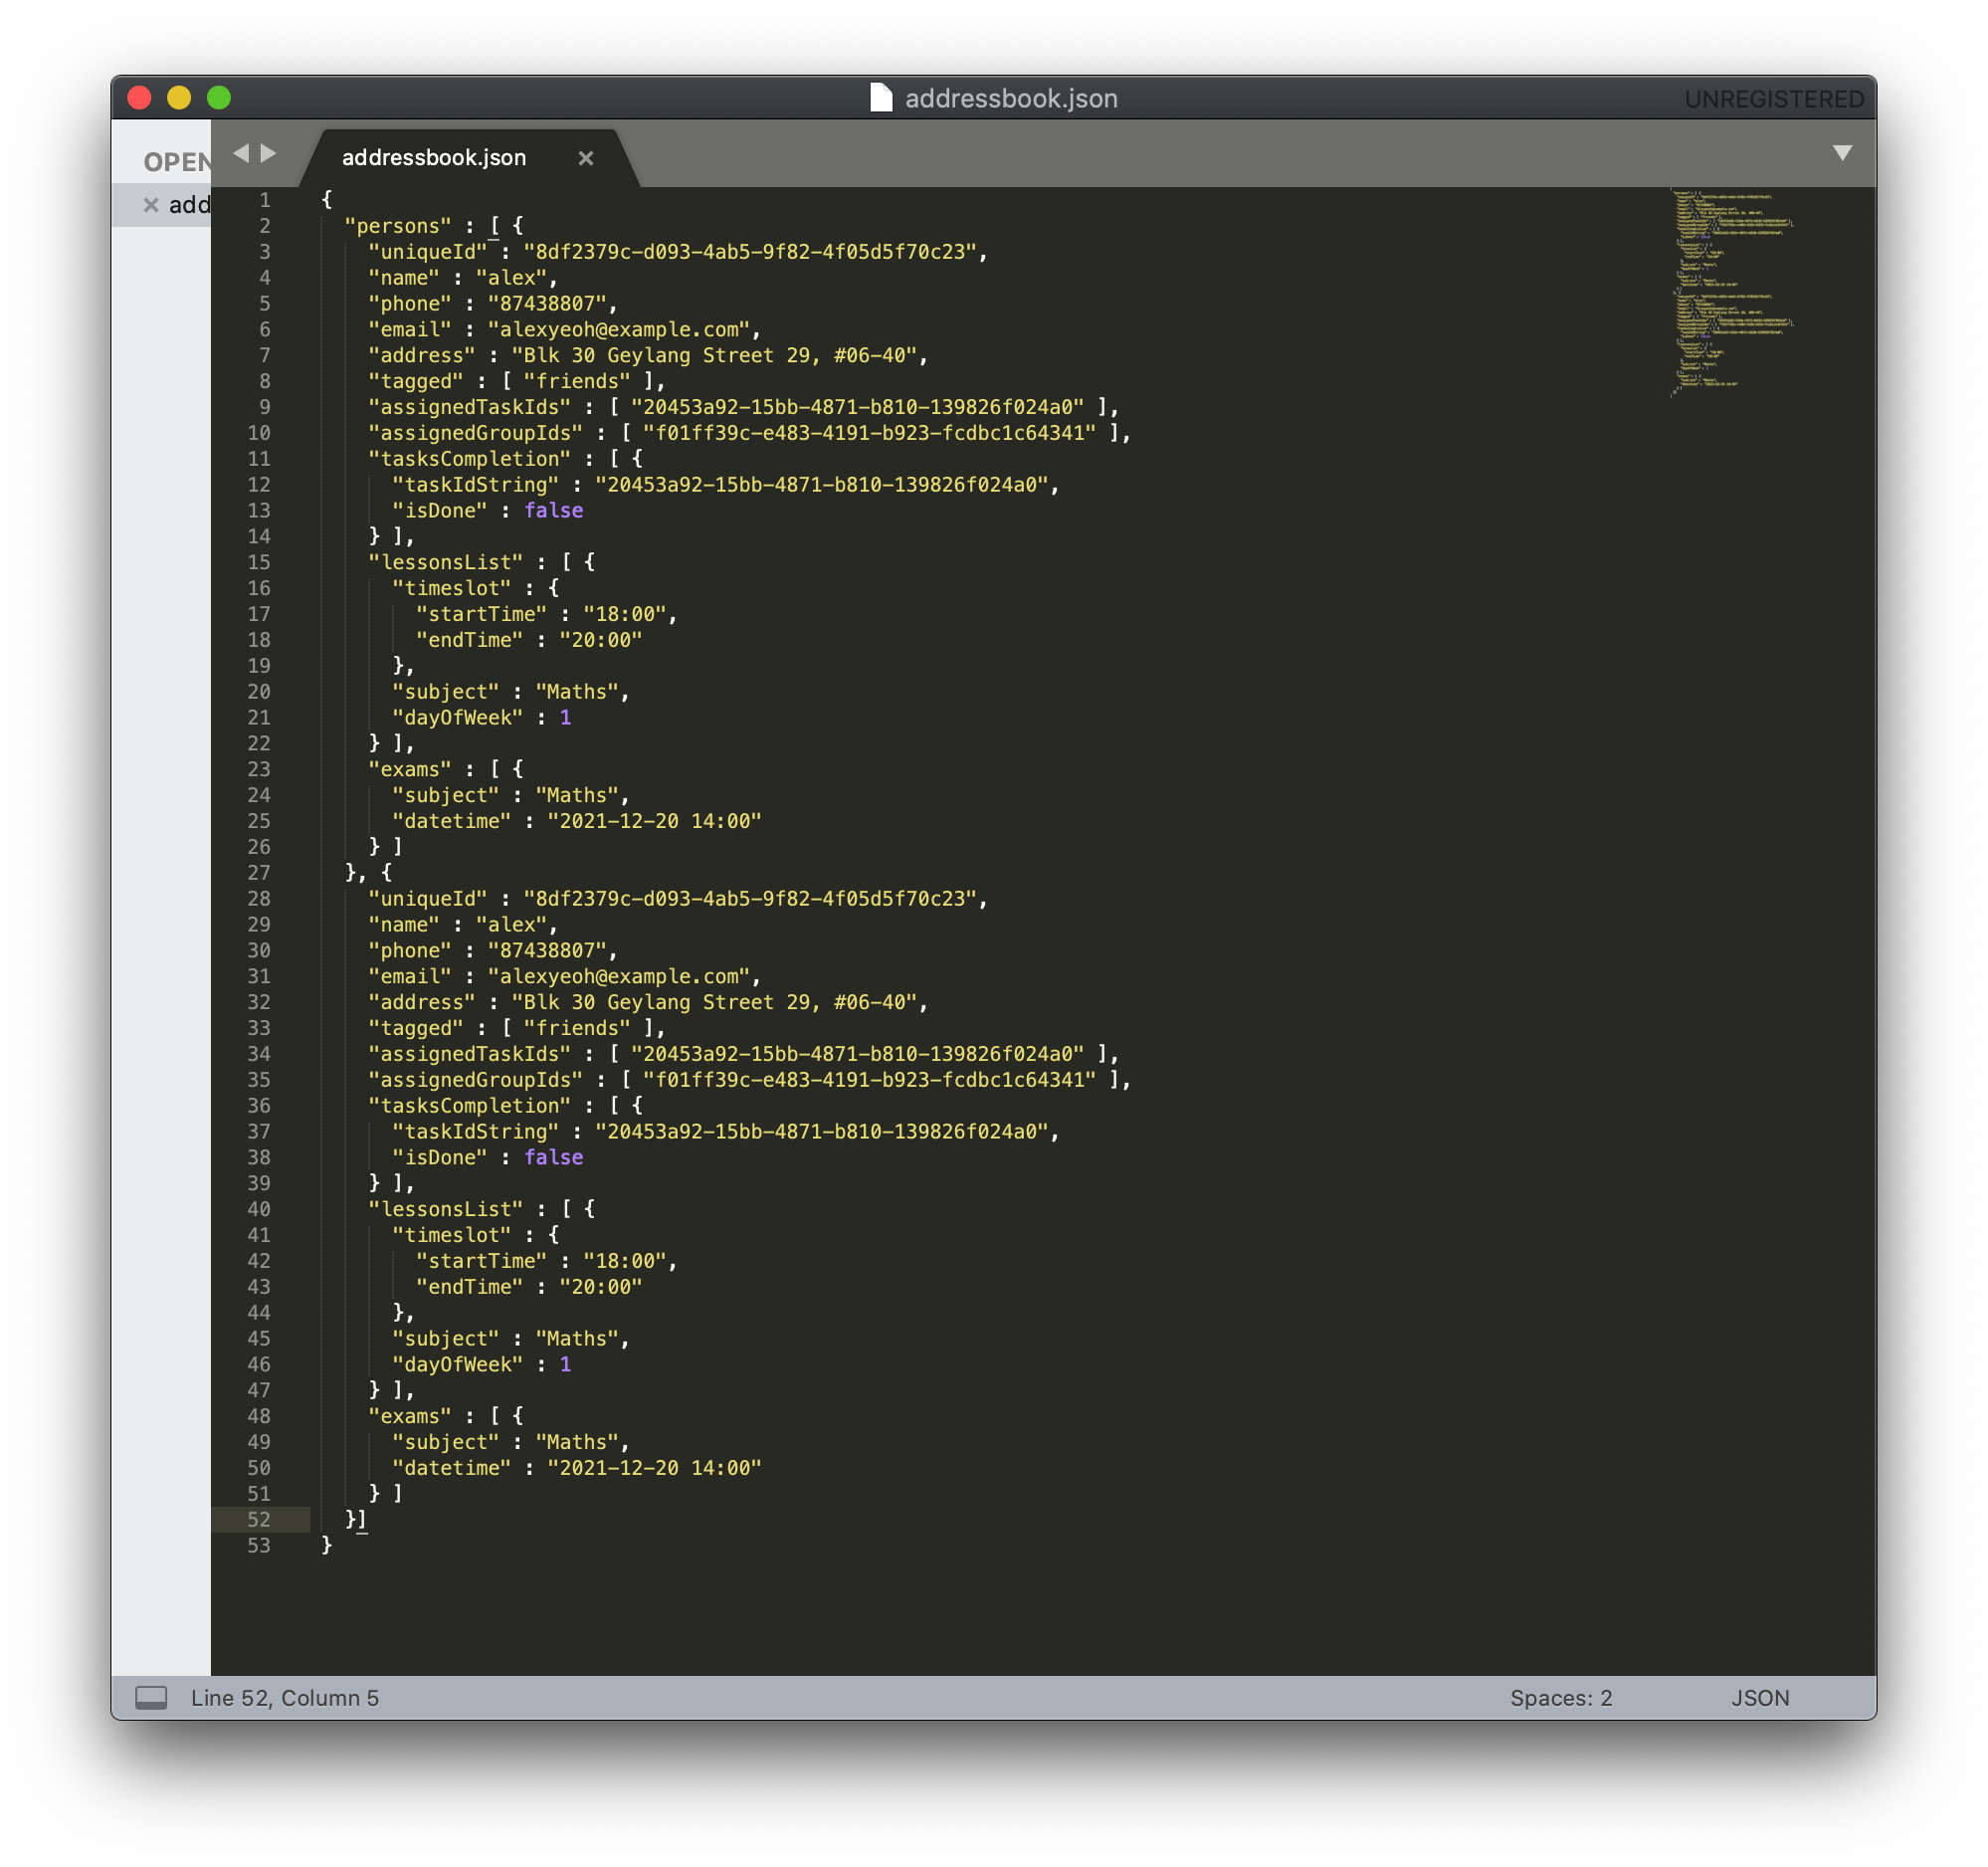 addressbook.json
UNREGISTERED
OPEN
add
addressbook.json
1 {
2   "persons" : [ {
3     "uniqueId" : "8df2379c-d093-4ab5-9f82-4f05d5f70c23",
4     "name" : "alex",
5     "phone" : "87438807",
6     "email" : "alexyeoh@example.com",
7     "address" : "Blk 30 Geylang Street 29, #06-40",
8     "tagged" : [ "friends" ],
9     "assignedTaskIds" : [ "20453a92-15bb-4871-b810-139826f024a0" ],
10     "assignedGroupIds" : [ "f01ff39c-e483-4191-b923-fcdbc1c64341" ],
11     "tasksCompletion" : [ {
12       "taskIdString" : "20453a92-15bb-4871-b810-139826f024a0",
13       "isDone" : false
14     } ],
15     "lessonsList" : [ {
16       "timeslot" : {
17         "startTime" : "18:00",
18         "endTime" : "20:00"
19       },
20       "subject" : "Maths",
21       "dayOfWeek" : 1
22     } ],
23     "exams" : [ {
24       "subject" : "Maths",
25       "datetime" : "2021-12-20 14:00"
26     } ]
27   }, {
28     "uniqueId" : "8df2379c-d093-4ab5-9f82-4f05d5f70c23",
29     "name" : "alex",
30     "phone" : "87438807",
31     "email" : "alexyeoh@example.com",
32     "address" : "Blk 30 Geylang Street 29, #06-40",
33     "tagged" : [ "friends" ],
34     "assignedTaskIds" : [ "20453a92-15bb-4871-b810-139826f024a0" ],
35     "assignedGroupIds" : [ "f01ff39c-e483-4191-b923-fcdbc1c64341" ],
36     "tasksCompletion" : [ {
37       "taskIdString" : "20453a92-15bb-4871-b810-139826f024a0",
38       "isDone" : false
39     } ],
40     "lessonsList" : [ {
41       "timeslot" : {
42         "startTime" : "18:00",
43         "endTime" : "20:00"
44       },
45       "subject" : "Maths",
46       "dayOfWeek" : 1
47     } ],
48     "exams" : [ {
49       "subject" : "Maths",
50       "datetime" : "2021-12-20 14:00"
51     } ]
52   }]
53 }
Line 52, Column 5
Spaces: 2
JSON